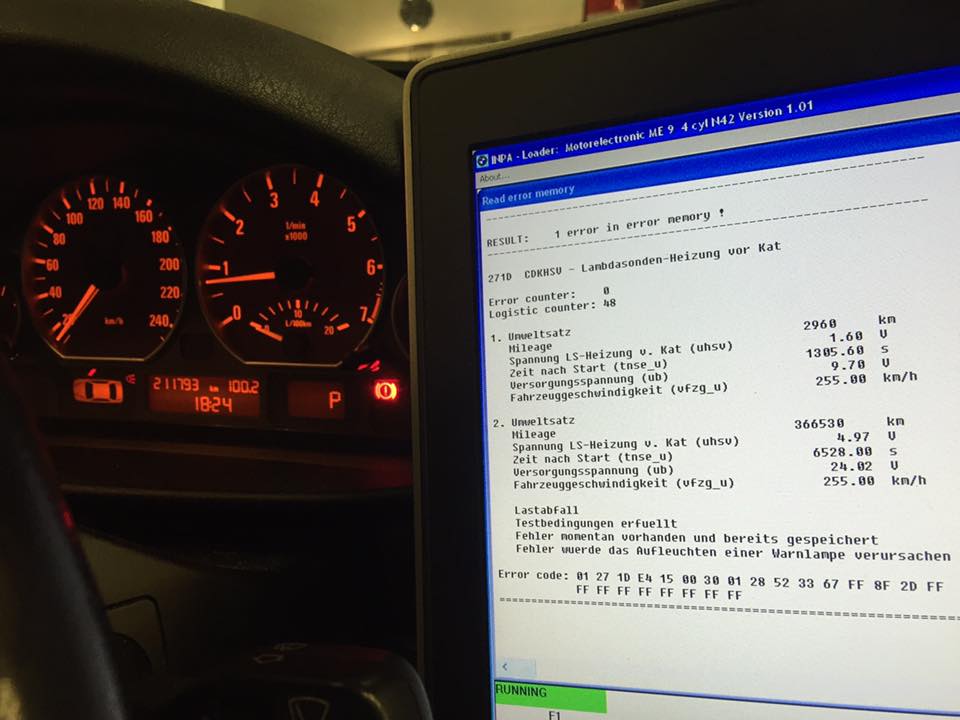 INPA - Loader: Motorelectronic ME 9 4 cyl N42 Version 1.01
About...
Read error memory
RESULT: 1 error in error memory !
271D CDKHSV - Lambdasonden-Heizung vor Kat
Error counter: 0
Logistic counter: 48
1. Umweltsatz
Mileage 2960 km
Spannung LS-Heizung v. Kat (uhsv) 1.60 V
Zeit nach Start (tnse_u) 1305.60 s
Versorgungsspannung (ub) 9.70 V
Fahrzeuggeschwindigkeit (vfzg_u) 255.00 km/h
2. Umweltsatz
Mileage 366530 km
Spannung LS-Heizung v. Kat (uhsv) 4.97 V
Zeit nach Start (tnse_u) 6528.00 s
Versorgungsspannung (ub) 24.02 V
Fahrzeuggeschwindigkeit (vfzg_u) 255.00 km/h
Lastabfall
Testbedingungen erfuellt
Fehler momentan vorhanden und bereits gespeichert
Fehler wuerde das Aufleuchten einer Warnlampe verursachen
Error code: 01 27 1D E4 15 00 30 01 28 52 33 67 FF 8F 2D FF
FF FF FF FF FF FF FF FF
RUNNING
F1
20 40 60 80 100 120 140 160 180 200 220 240
km/h
0 1 2 3 4 5 6 7
1/min
x1000
10
20
L/100km
211793 km 100.2
18:24
P